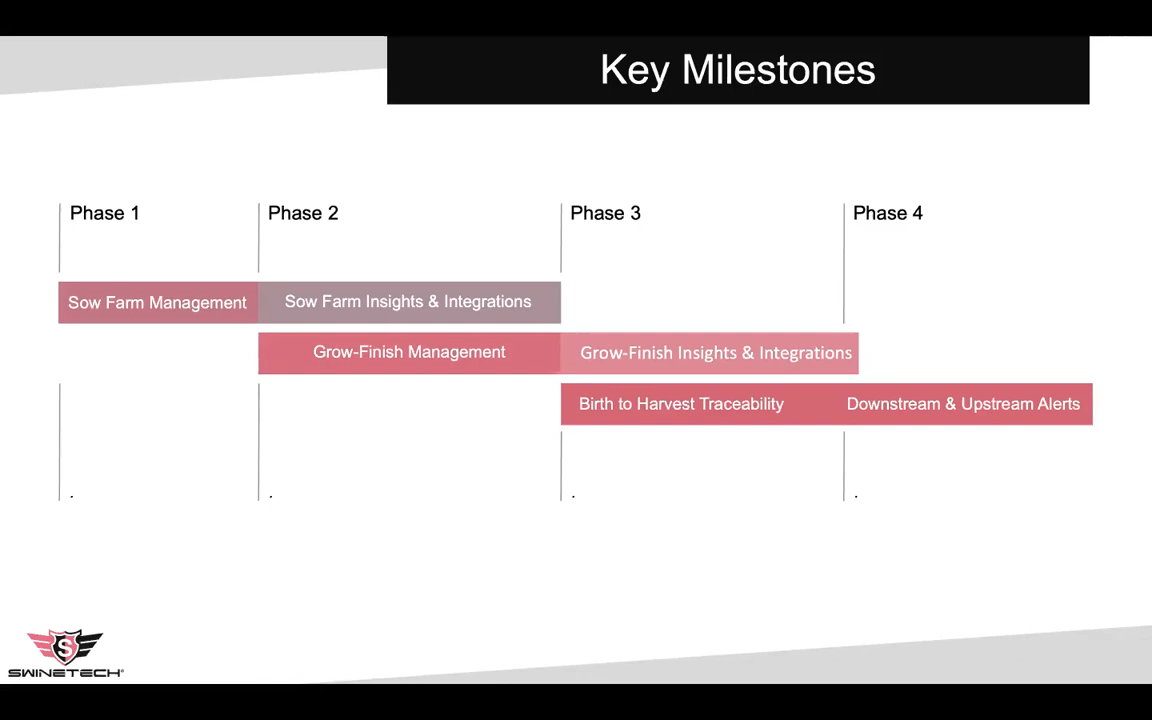 Key Milestones
Phase 1
Phase 2
Phase 3
Phase 4
Sow Farm Management
Sow Farm Insights & Integrations
Grow-Finish Management
Grow-Finish Insights & Integrations
Birth to Harvest Traceability
Downstream & Upstream Alerts
. . . .
S
SWINETECH®